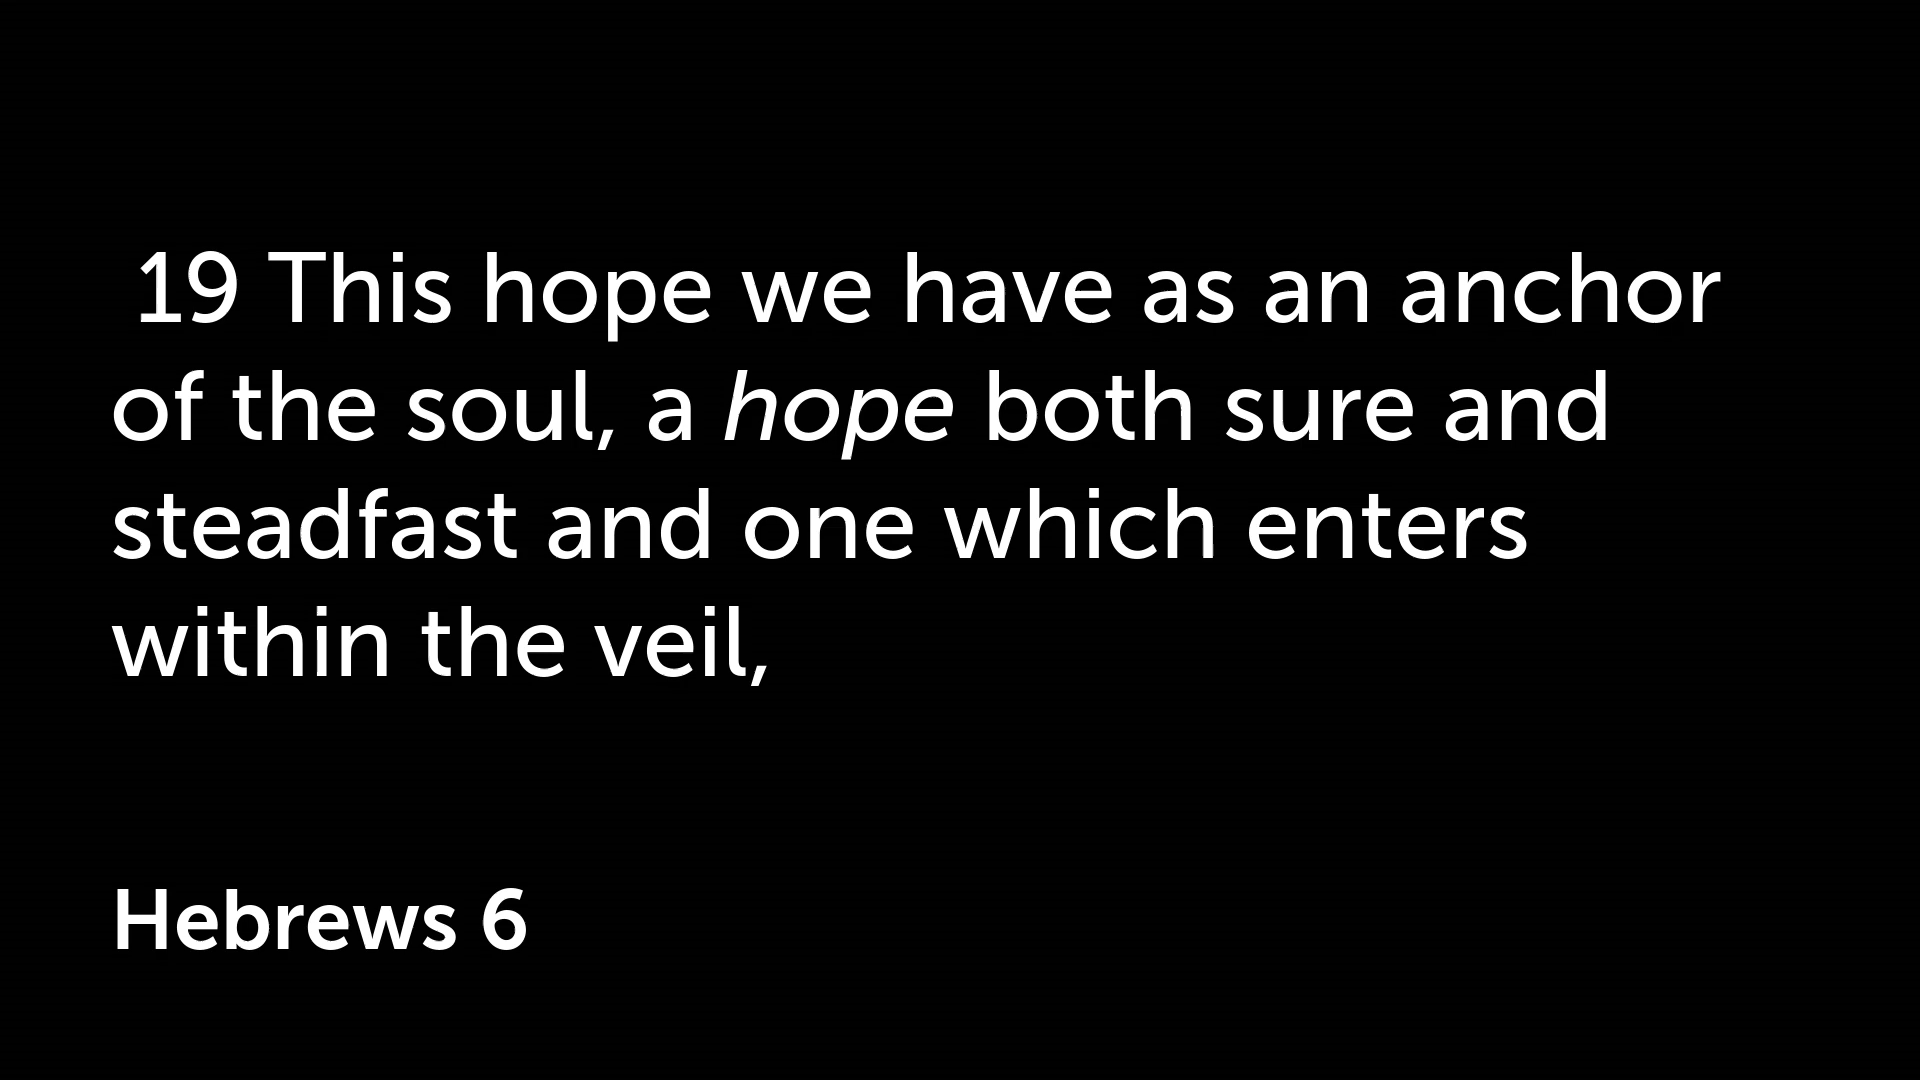 19 This hope we have as an anchor
of the soul, a hope both sure and
steadfast and one which enters
within the veil,
Hebrews 6